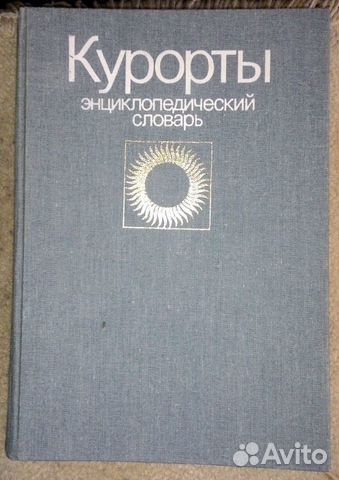 Курорты
энциклопедический
словарь
Avito